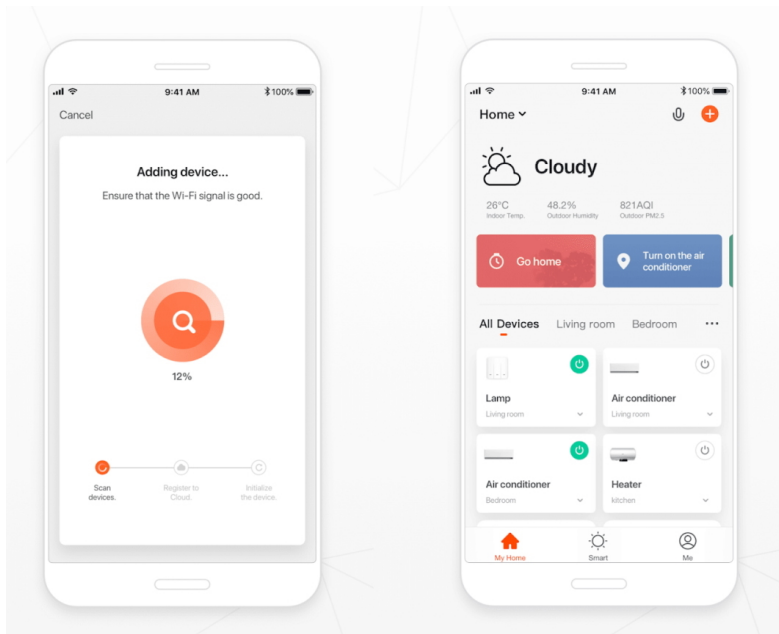 9:41 AM
100%
Cancel
Adding device...
Ensure that the Wi-Fi signal is good.
12%
Scan
devices.
Register to
Cloud.
Initialize
the device.
9:41 AM
100%
Home
Cloudy
26°C
Indoor Temp.
48.2%
Outdoor Humidity
821AQI
Outdoor PM2.5
Go home
Turn on the air
conditioner
All Devices
Living room
Bedroom
Lamp
Living room
Air conditioner
Living room
Air conditioner
Bedroom
Heater
kitchen
My Home
Smart
Me